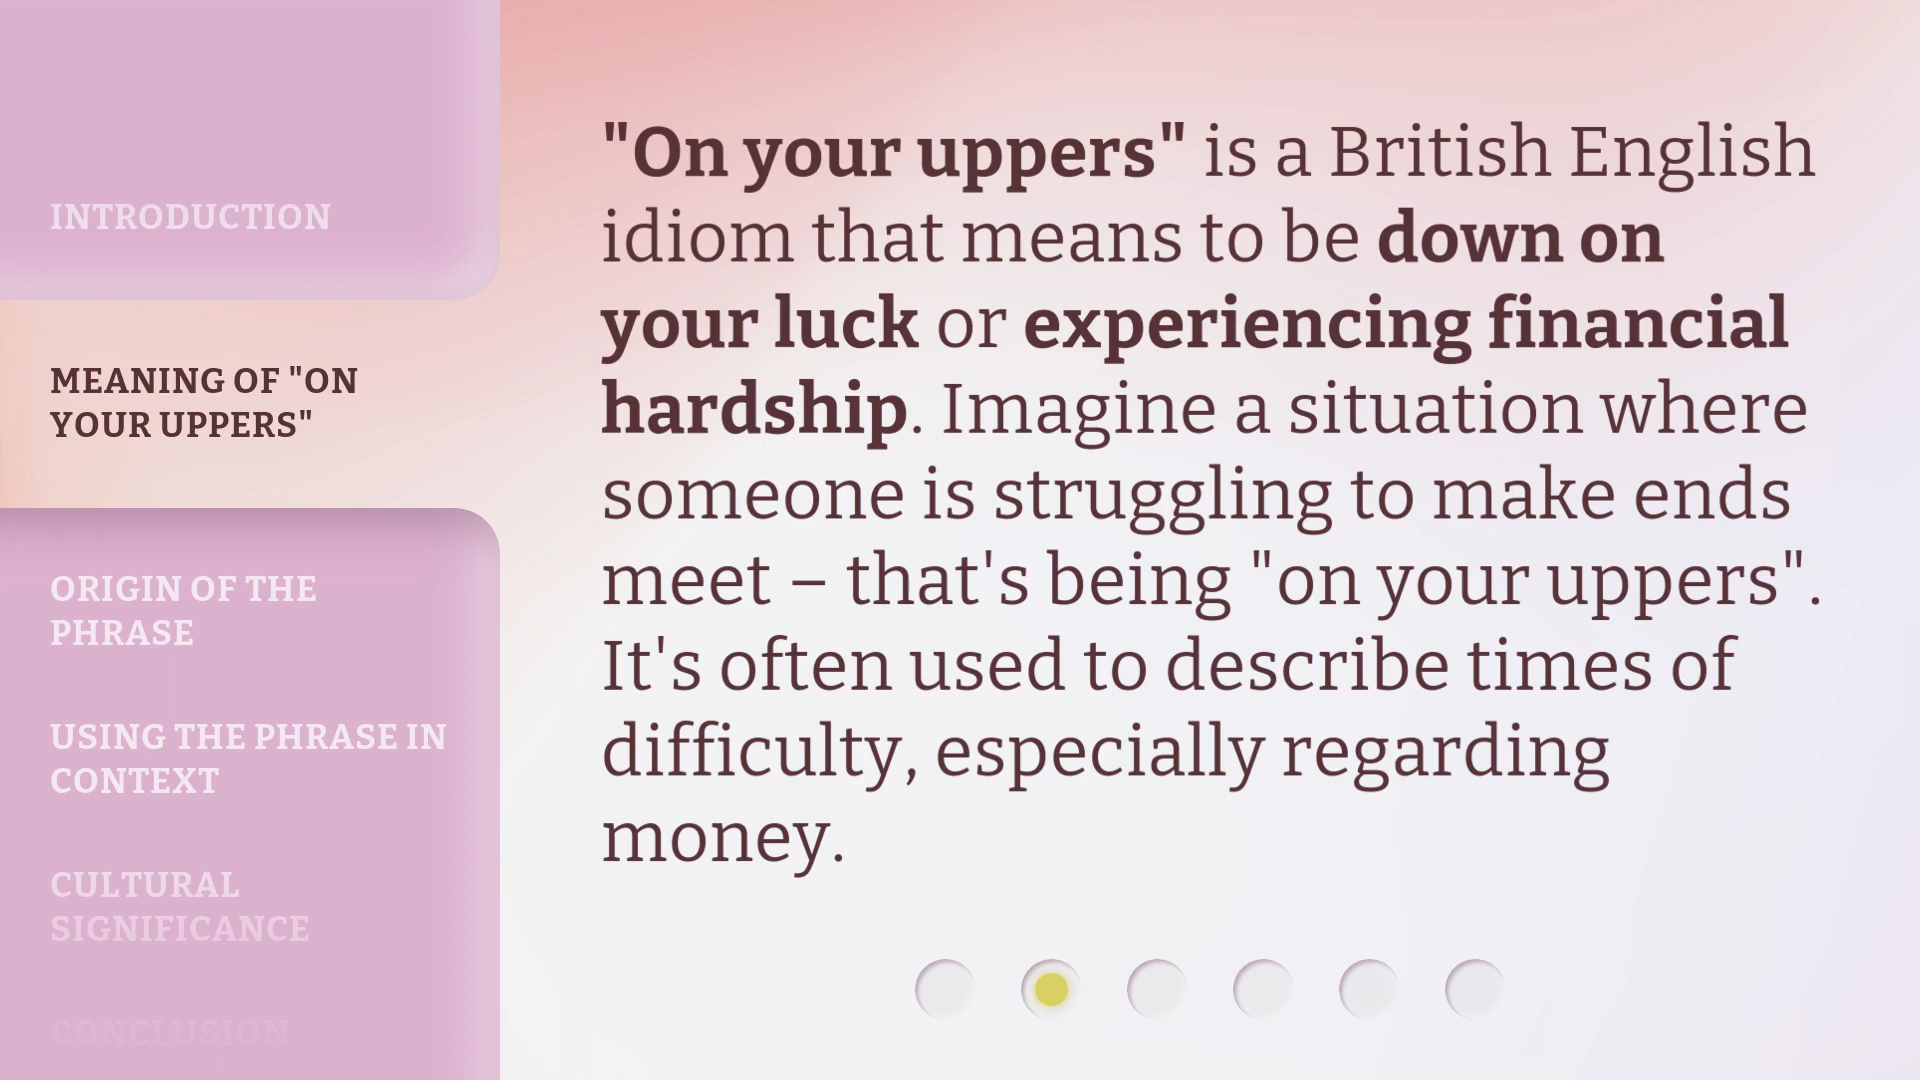 INTRODUCTION
MEANING OF "ON
YOUR UPPERS"
ORIGIN OF THE
PHRASE
USING THE PHRASE IN
CONTEXT
CULTURAL
SIGNIFICANCE
CONCLUSION
"On your uppers" is a British English
idiom that means to be down on
your luck or experiencing financial
hardship. Imagine a situation where
someone is struggling to make ends
meet – that's being "on your uppers".
It's often used to describe times of
difficulty, especially regarding
money.